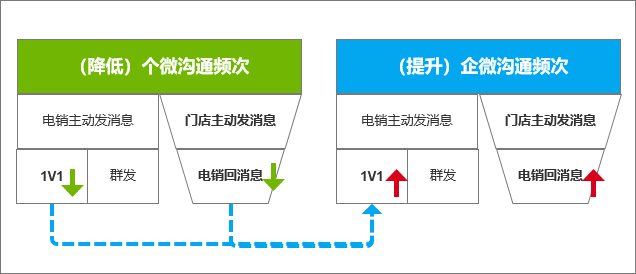 （降低）个微沟通频次
电销主动发消息
门店主动发消息
1V1
群发
电销回消息
（提升）企微沟通频次
电销主动发消息
门店主动发消息
1V1
群发
电销回消息